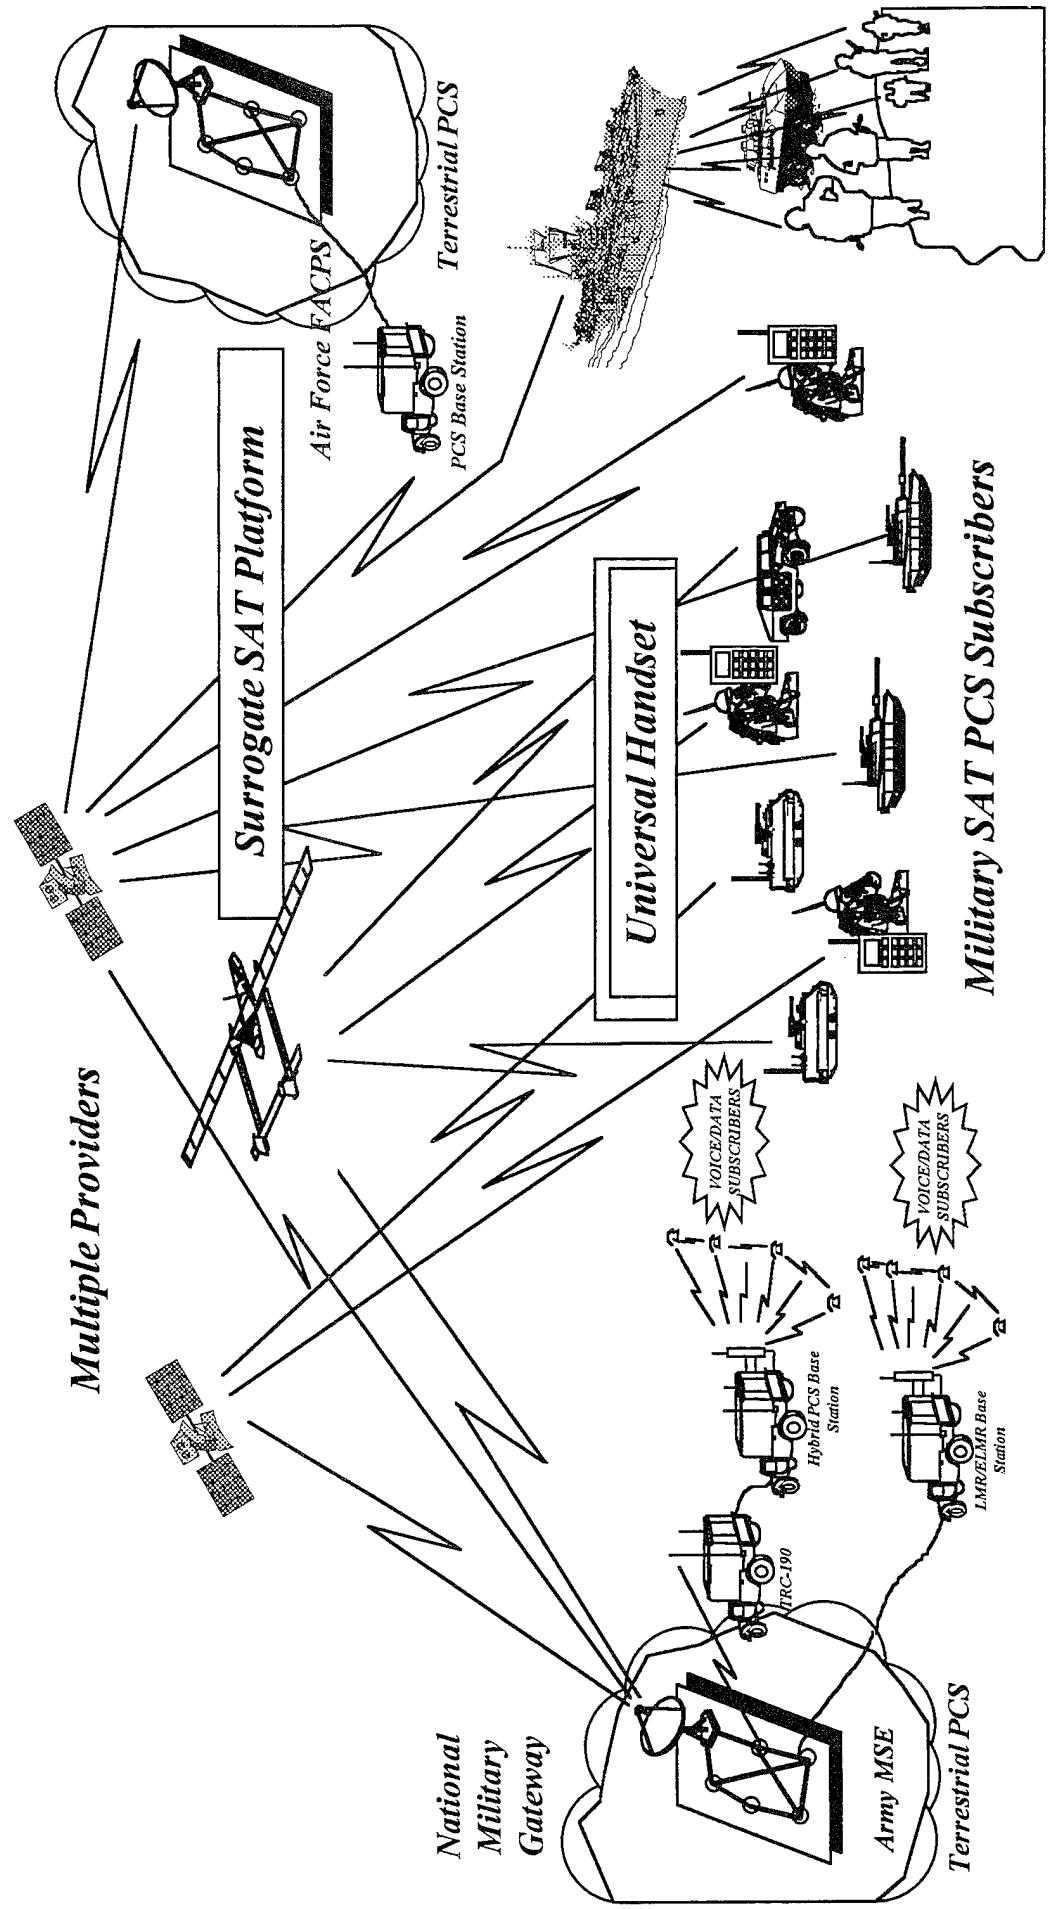 Multiple Providers
National
Military
Gateway
Surrogate SAT Platform
Air Force FACPS
Terrestrial PCS
PCS Base Station
Universal Handset
VOICE/DATA
SUBSCRIBERS
VOICE/DATA
SUBSCRIBERS
TRC-190
Hybrid PCS Base
Station
LMR/ELMR Base
Station
Army MSE
Terrestrial PCS
Military SAT PCS Subscribers